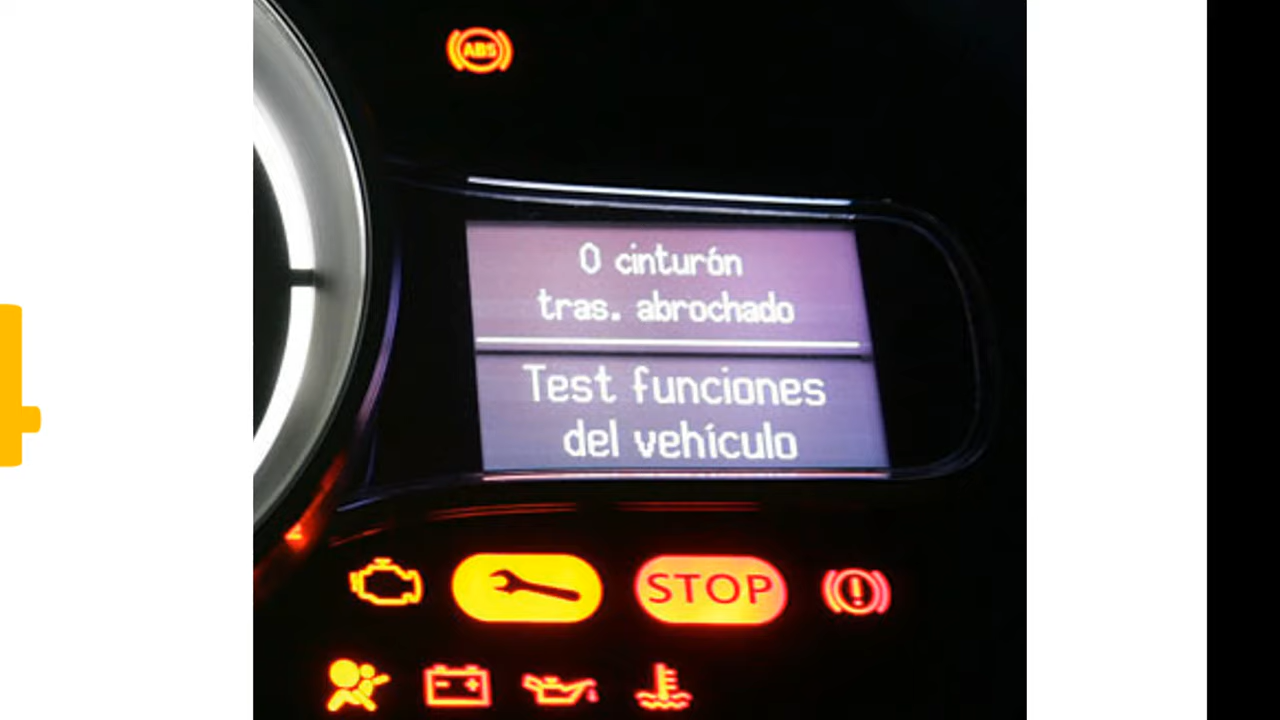 ABS
0 cinturón
tras. abrochado
Test funciones
del vehículo
STOP